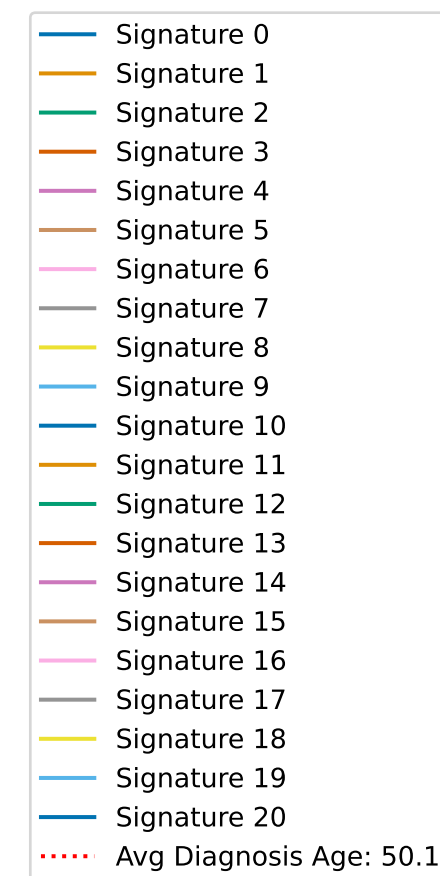 Signature 0
Signature 1
Signature 2
Signature 3
Signature 4
Signature 5
Signature 6
Signature 7
Signature 8
Signature 9
Signature 10
Signature 11
Signature 12
Signature 13
Signature 14
Signature 15
Signature 16
Signature 17
Signature 18
Signature 19
Signature 20
Avg Diagnosis Age: 50.1